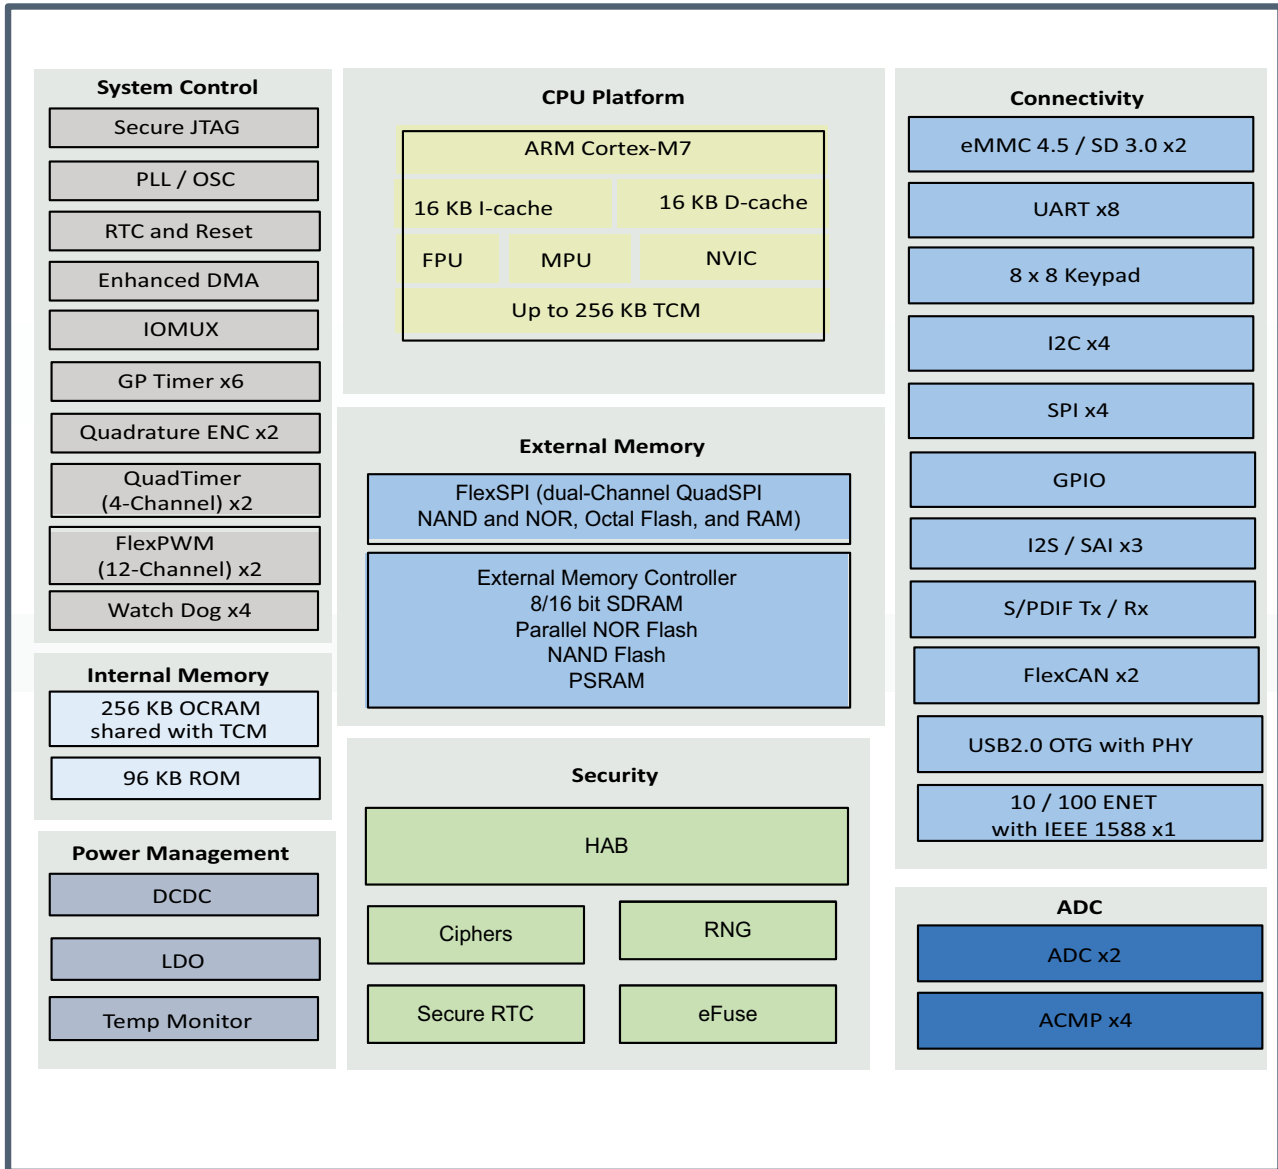 System Control
Secure JTAG
PLL / OSC
RTC and Reset
Enhanced DMA
IOMUX
GP Timer x6
Quadrature ENC x2
QuadTimer
(4-Channel) x2
FlexPWM
(12-Channel) x2
Watch Dog x4
Internal Memory
256 KB OCRAM
shared with TCM
96 KB ROM
Power Management
DCDC
LDO
Temp Monitor
CPU Platform
ARM Cortex-M7
16 KB I-cache
16 KB D-cache
FPU
MPU
NVIC
Up to 256 KB TCM
External Memory
FlexSPI (dual-Channel QuadSPI
NAND and NOR, Octal Flash, and RAM)
External Memory Controller
8/16 bit SDRAM
Parallel NOR Flash
NAND Flash
PSRAM
Security
HAB
Ciphers
RNG
Secure RTC
eFuse
Connectivity
eMMC 4.5 / SD 3.0 x2
UART x8
8 x 8 Keypad
I2C x4
SPI x4
GPIO
I2S / SAI x3
S/PDIF Tx / Rx
FlexCAN x2
USB2.0 OTG with PHY
10 / 100 ENET
with IEEE 1588 x1
ADC
ADC x2
ACMP x4